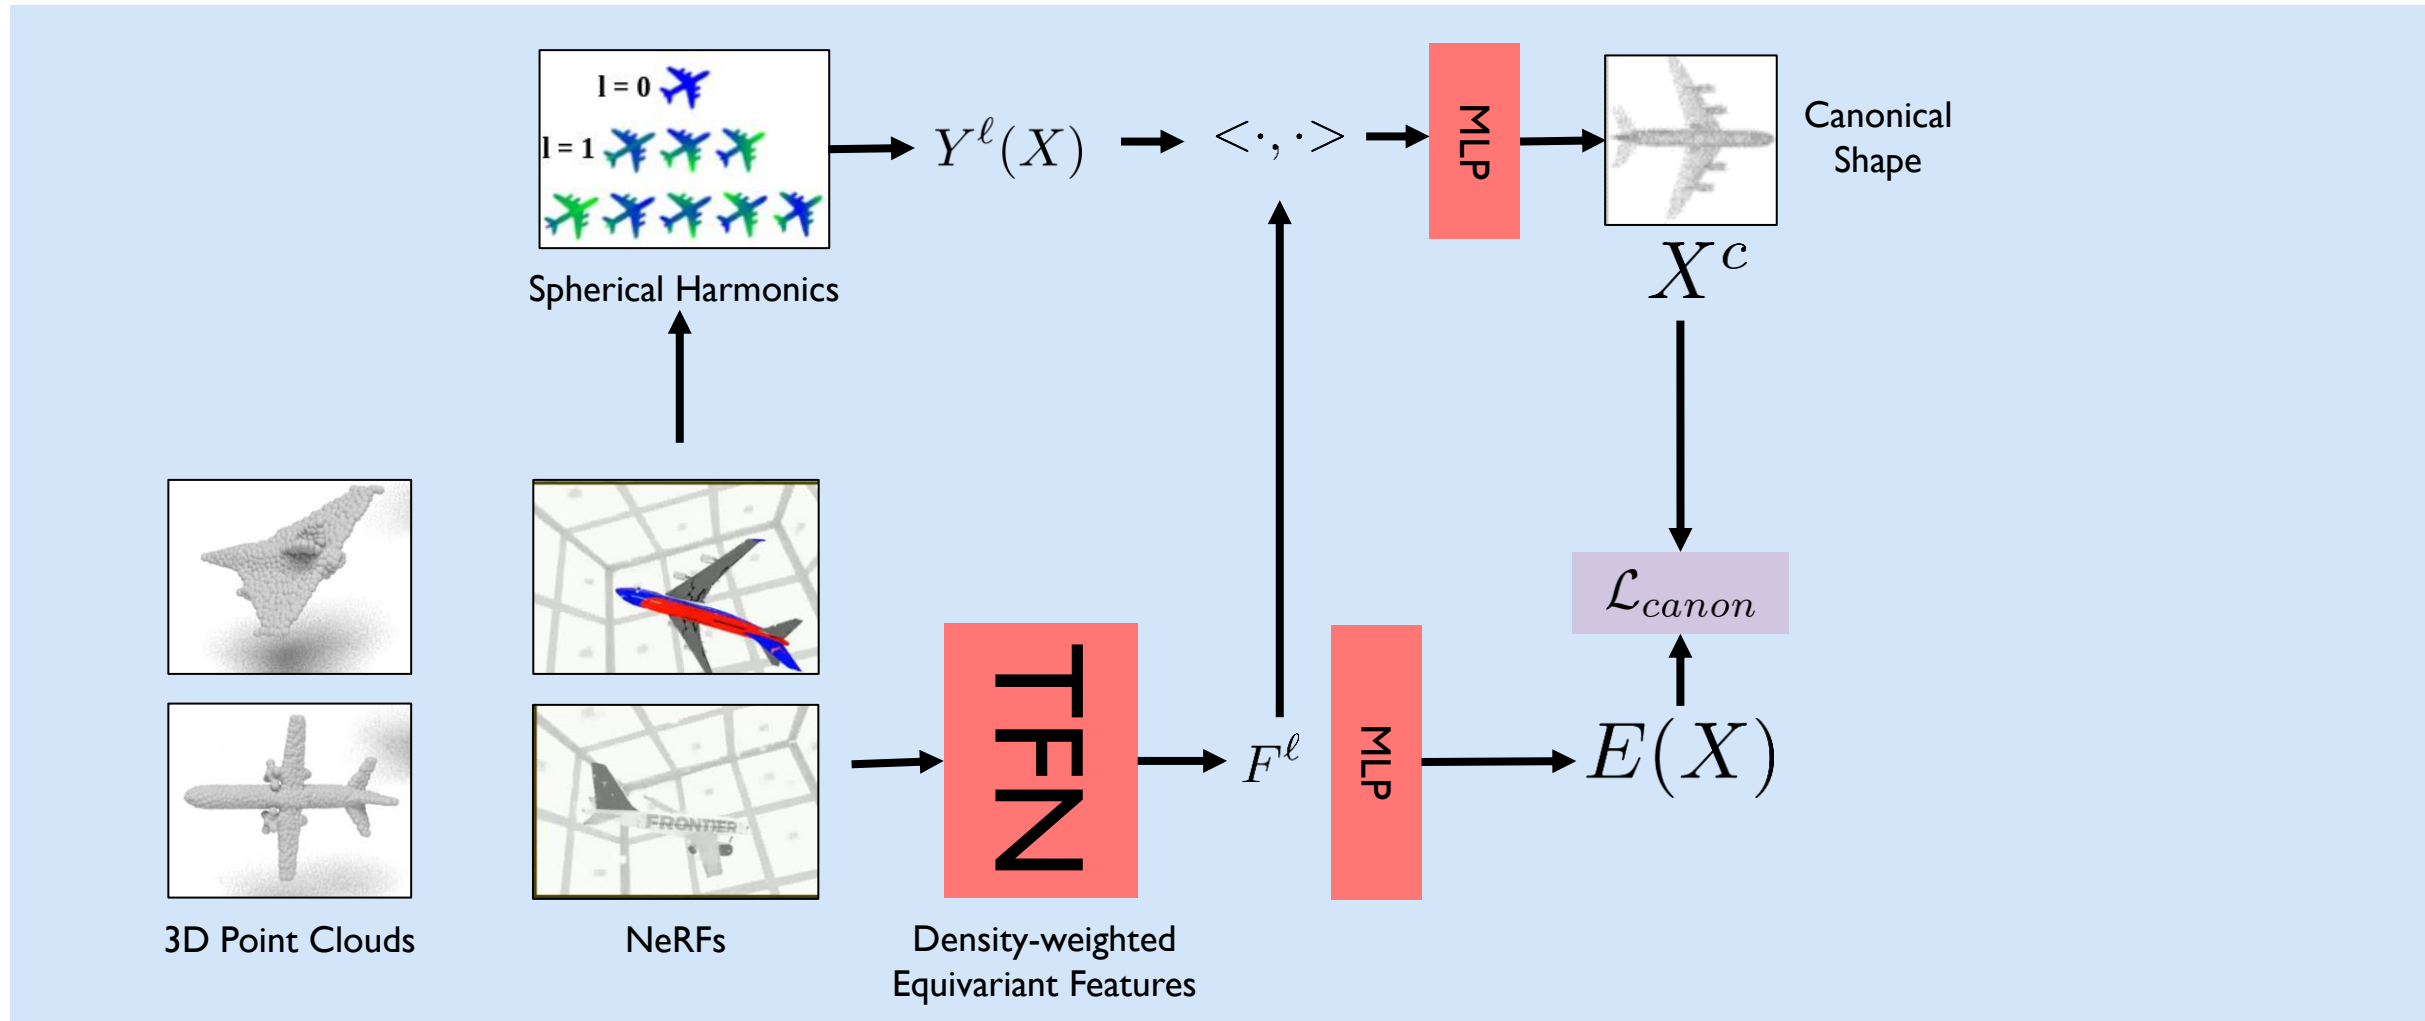 l = 0
l = 1
Spherical Harmonics
Y^ℓ(X)
<·,·>
MLP
Canonical
Shape
X^c
ℒ_canon
TFN
F^ℓ
MLP
E(X)
FRONTIER
3D Point Clouds
NeRFs
Density-weighted
Equivariant Features